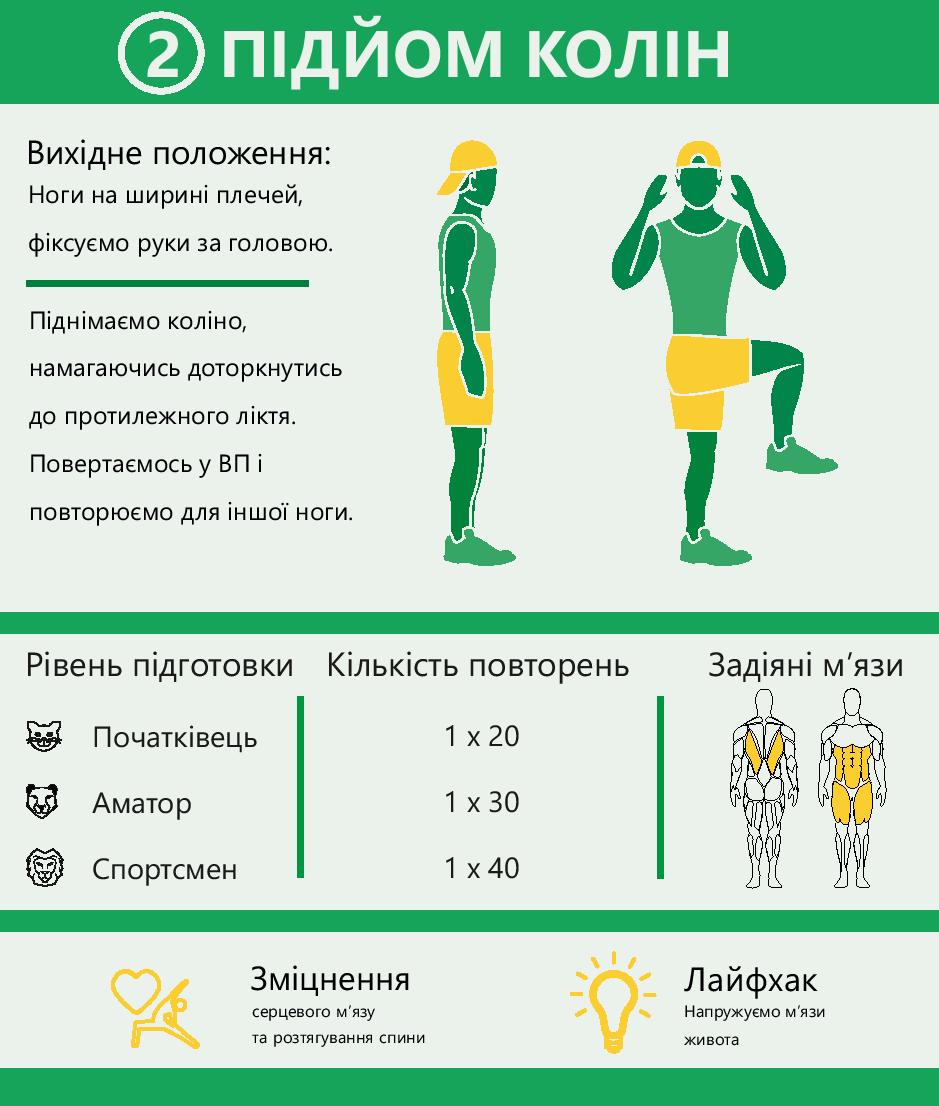 2 ПІДЙОМ КОЛІН
Вихідне положення:
Ноги на ширині плечей,
фіксуємо руки за головою.
Піднімаємо коліно,
намагаючись доторкнутись
до протилежного ліктя.
Повертаємось у ВП і
повторюємо для іншої ноги.
Рівень підготовки Кількість повторень Задіяні м’язи
Початківець 1 x 20
Аматор 1 x 30
Спортсмен 1 x 40
Зміцнення
серцевого м’язу
та розтягування спини
Лайфхак
Напружуємо м’язи
живота